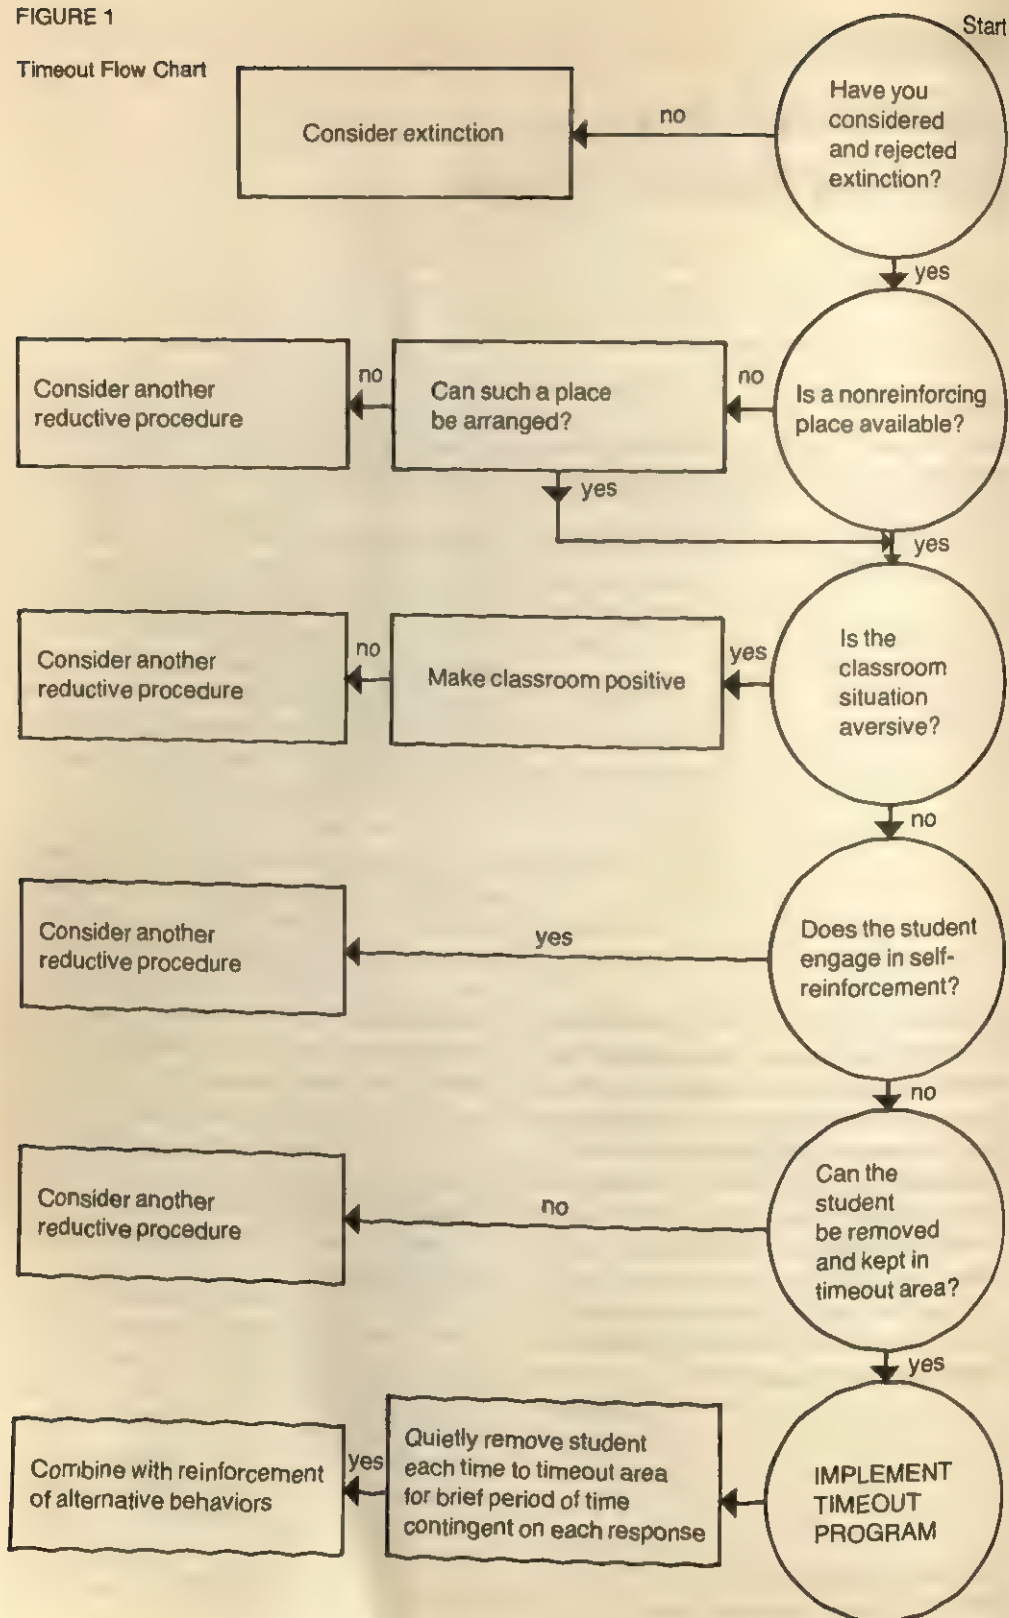 FIGURE 1
Start
Timeout Flow Chart
Consider extinction
no
Have you
considered
and rejected
extinction?
yes
Consider another
reductive procedure
no
Can such a place
be arranged?
no
Is a nonreinforcing
place available?
yes
yes
Consider another
reductive procedure
no
Make classroom positive
yes
Is the
classroom
situation
aversive?
no
Consider another
reductive procedure
yes
Does the student
engage in self-
reinforcement?
no
Consider another
reductive procedure
no
Can the
student
be removed
and kept in
timeout area?
yes
Combine with reinforcement
of alternative behaviors
yes
Quietly remove student
each time to timeout area
for brief period of time
contingent on each response
IMPLEMENT
TIMEOUT
PROGRAM